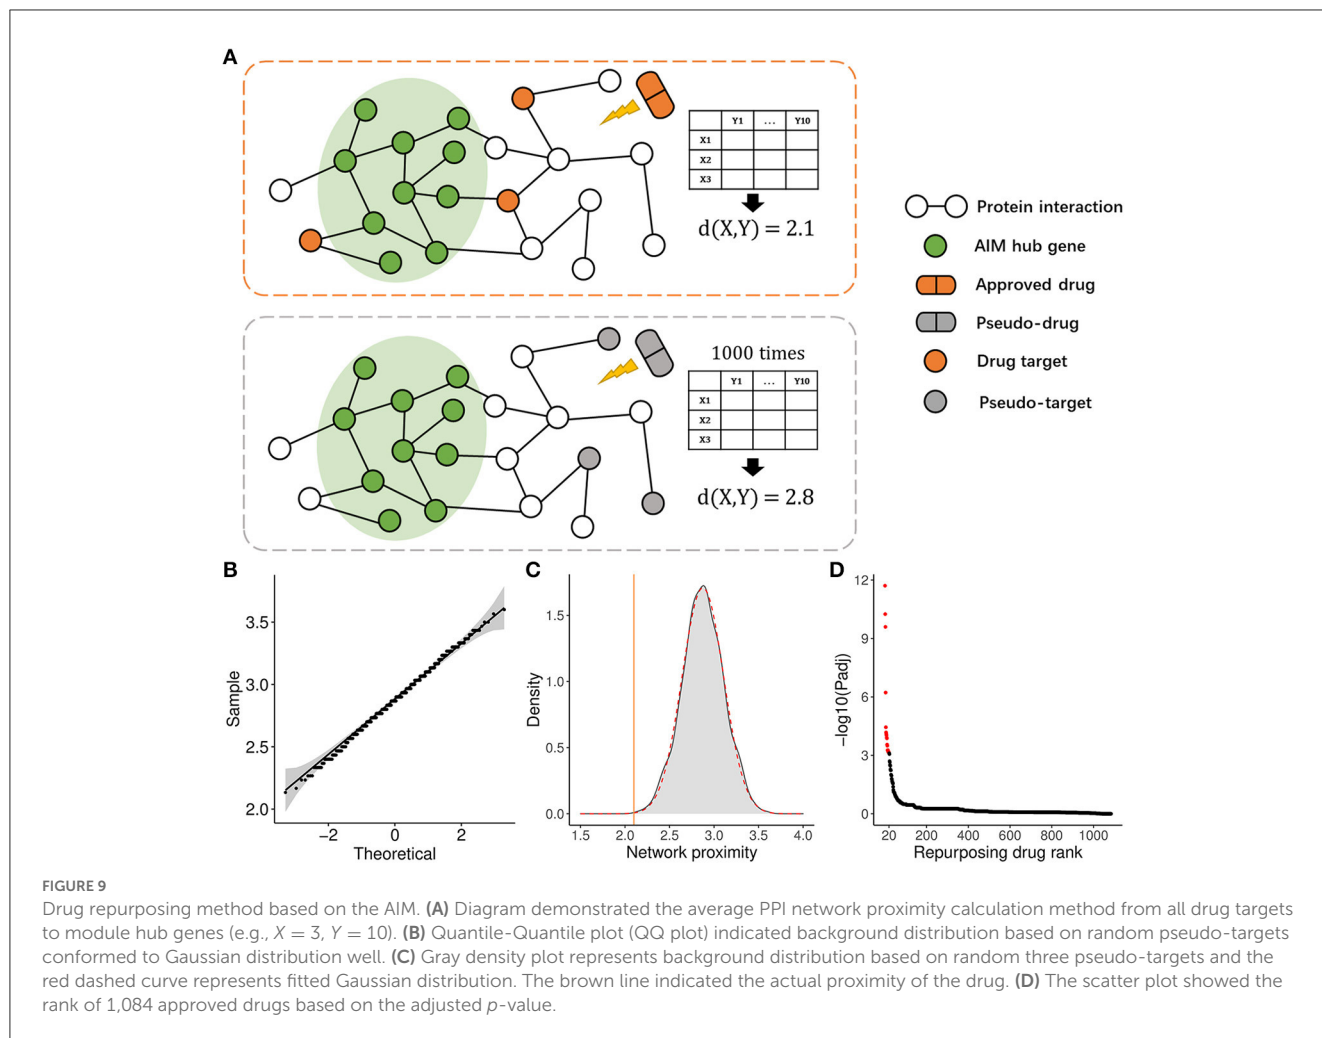 A
Y1 ... Y10
X1
X2
X3
d(X,Y) = 2.1
1000 times
Y1 ... Y10
X1
X2
X3
d(X,Y) = 2.8
Protein interaction
AIM hub gene
Approved drug
Pseudo-drug
Drug target
Pseudo-target
B
Sample
3.5
3.0
2.5
2.0
−2 0 2
Theoretical
C
Density
1.5
1.0
0.5
0.0
1.5 2.0 2.5 3.0 3.5 4.0
Network proximity
D
−log10(Padj)
12
9
6
3
0
20 200 400 600 800 1000
Repurposing drug rank
FIGURE 9
Drug repurposing method based on the AIM. (A) Diagram demonstrated the average PPI network proximity calculation method from all drug targets
to module hub genes (e.g., X = 3, Y = 10). (B) Quantile-Quantile plot (QQ plot) indicated background distribution based on random pseudo-targets
conformed to Gaussian distribution well. (C) Gray density plot represents background distribution based on random three pseudo-targets and the
red dashed curve represents fitted Gaussian distribution. The brown line indicated the actual proximity of the drug. (D) The scatter plot showed the
rank of 1,084 approved drugs based on the adjusted p-value.